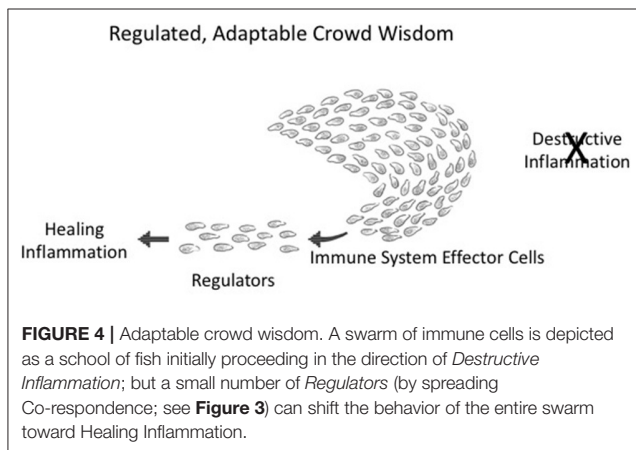 Regulated, Adaptable Crowd Wisdom
Destructive
Inflammation
Healing
Inflammation
Regulators
Immune System Effector Cells
FIGURE 4 | Adaptable crowd wisdom. A swarm of immune cells is depicted
as a school of fish initially proceeding in the direction of Destructive
Inflammation; but a small number of Regulators (by spreading
Co-respondence; see Figure 3) can shift the behavior of the entire swarm
toward Healing Inflammation.